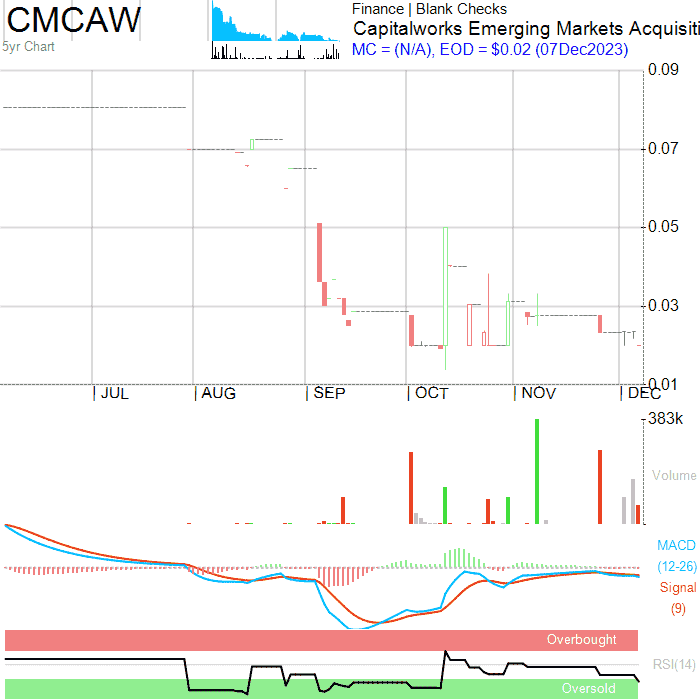 CMCAW
5yr Chart
Finance | Blank Checks
Capitalworks Emerging Markets Acquisiti
MC = (N/A), EOD = $0.02 (07Dec2023)
0.09
0.07
0.05
0.03
0.01
| JUL | AUG | SEP | OCT | NOV | DEC
383k
Volume
MACD
(12-26)
Signal
(9)
Overbought
RSI(14)
Oversold